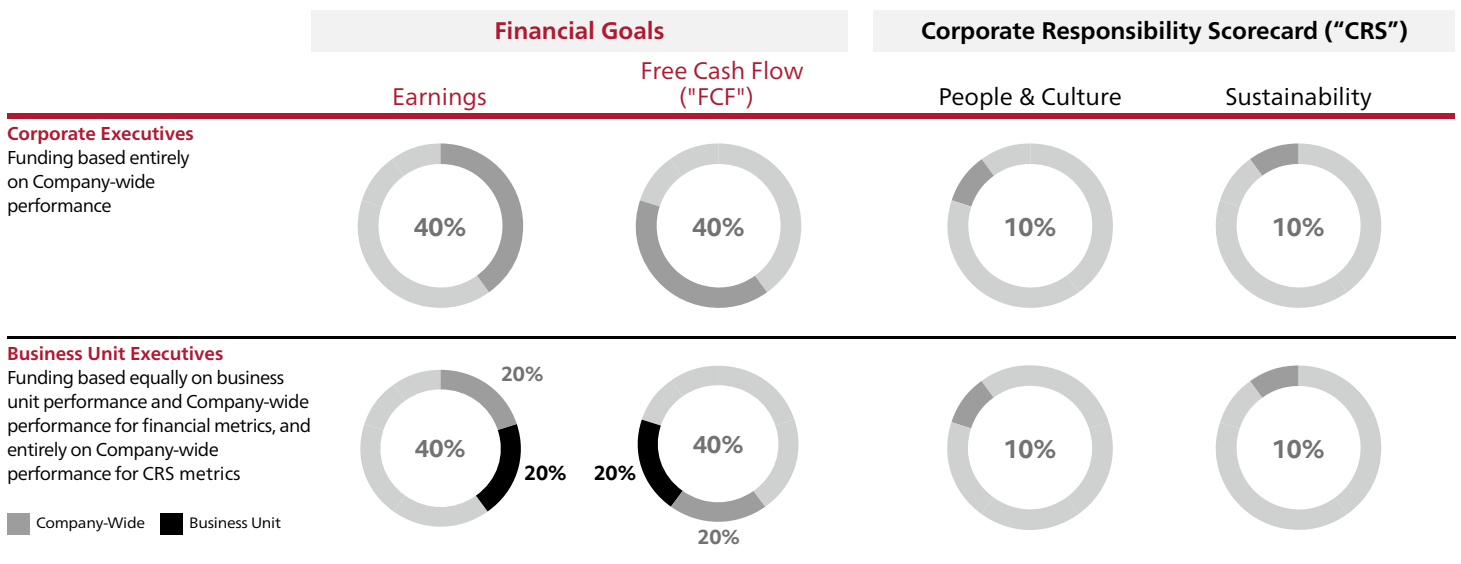 Financial Goals
Corporate Responsibility Scorecard (“CRS”)
Earnings
Free Cash Flow
("FCF")
People & Culture
Sustainability
Corporate Executives
Funding based entirely
on Company-wide
performance
40%
40%
10%
10%
Business Unit Executives
Funding based equally on business
unit performance and Company-wide
performance for financial metrics, and
entirely on Company-wide
performance for CRS metrics
20%
40%
20%
20%
40%
20%
10%
10%
Company-Wide
Business Unit